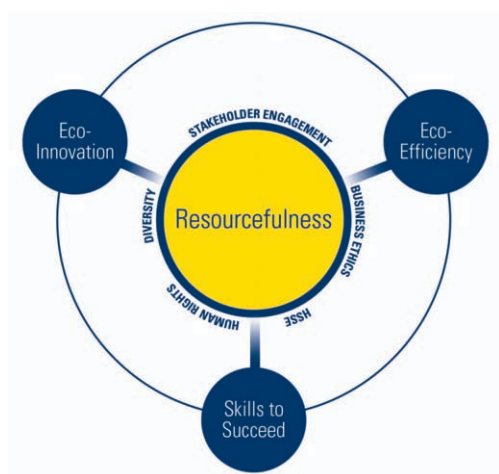 STAKEHOLDER ENGAGEMENT
Eco-
Innovation
Eco-
Efficiency
DIVERSITY
Resourcefulness
BUSINESS ETHICS
HUMAN RIGHTS
HSSE
Skills to
Succeed